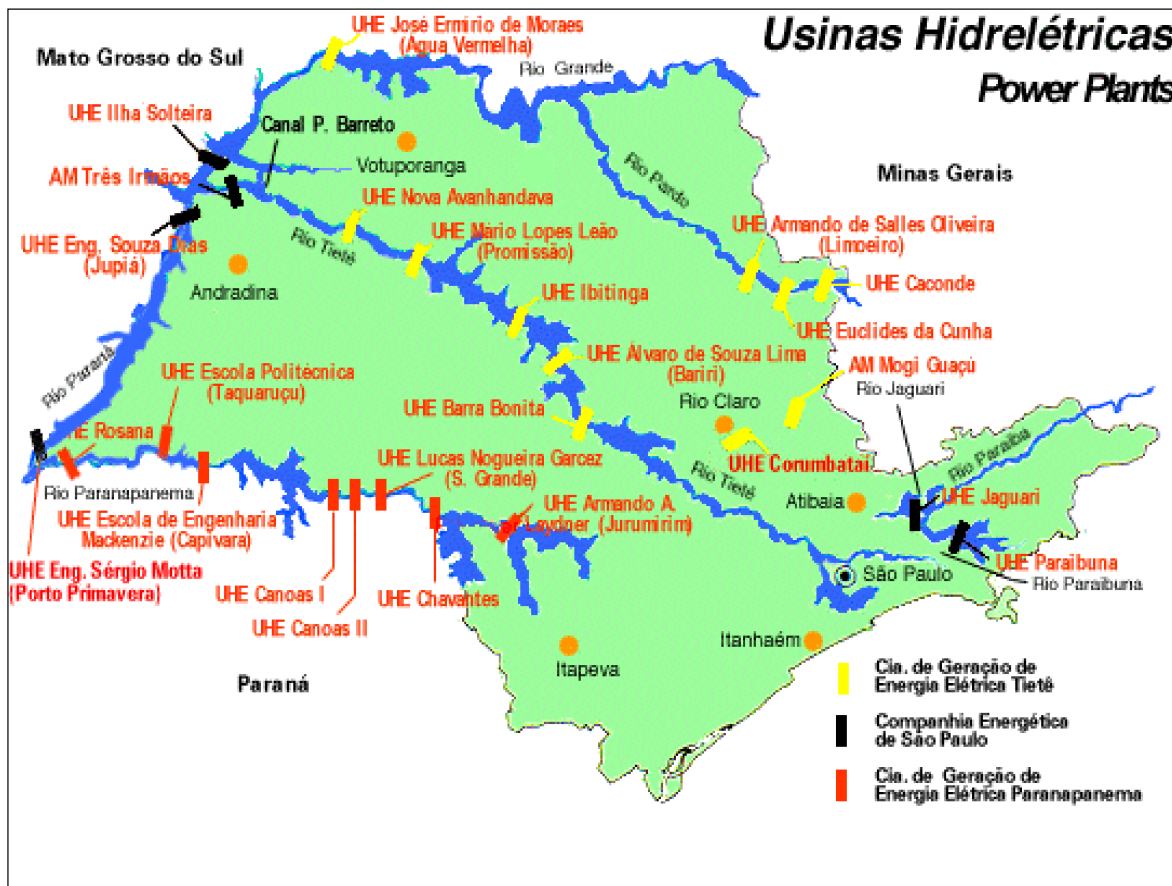 Usinas Hidrelétricas
Power Plants
UHE José Ermírio de Moraes
(Água Vermelha)
Mato Grosso do Sul
Rio Grande
UHE Ilha Solteira
Canal P. Barreto
Votuporanga
AM Três Irmãos
Rio Pardo
Minas Gerais
UHE Nova Avanhandava
UHE Armando de Salles Oliveira
(Limoeiro)
UHE Mário Lopes Leão
(Promissão)
Rio Tietê
UHE Eng. Souza Dias
(Jupiá)
Andradina
UHE Ibitinga
UHE Caconde
UHE Euclides da Cunha
UHE Álvaro de Souza Lima
(Bariri)
AM Mogi Guaçú
Rio Jaguari
Rio Paraná
UHE Escola Politécnica
(Taquaruçu)
UHE Barra Bonita
Rio Claro
UHE Rosana
UHE Corumbataí
Rio Paraíba
UHE Lucas Nogueira Garcez
(S. Grande)
Rio Tietê
Rio Paranapanema
Atibaia
UHE Jaguari
UHE Armando A.
Laydner (Jurumirim)
UHE Escola de Engenharia
Mackenzie (Capivara)
UHE Paraibuna
Rio Paraibuna
São Paulo
UHE Eng. Sérgio Motta
(Porto Primavera)
UHE Canoas I
UHE Chavantes
UHE Canoas II
Itanhaém
Itapeva
Paraná
Cia. de Geração de
Energia Elétrica Tietê
Companhia Energética
de São Paulo
Cia. de Geração de
Energia Elétrica Paranapanema